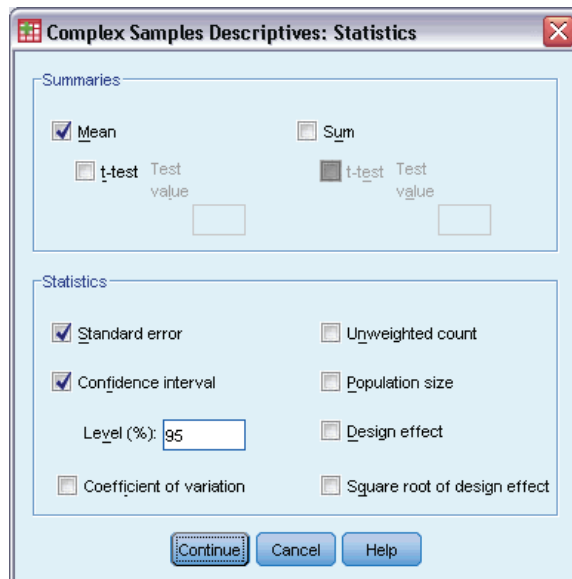 Complex Samples Descriptives: Statistics
Summaries
Mean
Sum
t-test Test value
t-test Test value
Statistics
Standard error
Unweighted count
Confidence interval
Population size
Level (%): 95
Design effect
Coefficient of variation
Square root of design effect
Continue Cancel Help